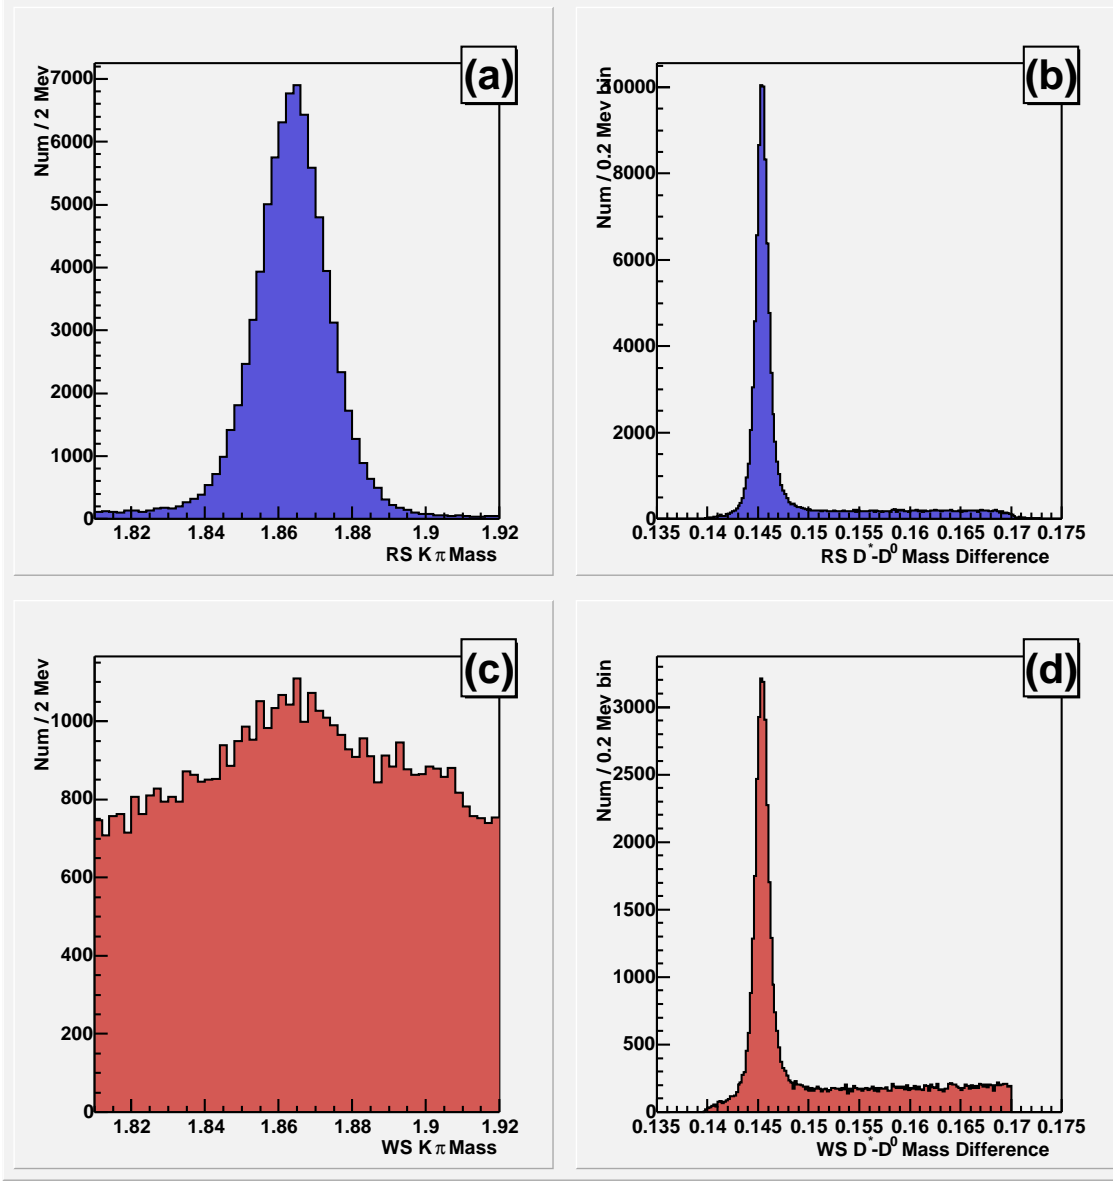 (a)
Num / 2 Mev
7000
6000
5000
4000
3000
2000
1000
0
1.82 1.84 1.86 1.88 1.9 1.92
RS K π Mass
(b)
Num / 0.2 Mev bin
10000
8000
6000
4000
2000
0
0.135 0.14 0.145 0.15 0.155 0.16 0.165 0.17 0.175
RS D*-D0 Mass Difference
(c)
Num / 2 Mev
1000
800
600
400
200
0
1.82 1.84 1.86 1.88 1.9 1.92
WS K π Mass
(d)
Num / 0.2 Mev bin
3000
2500
2000
1500
1000
500
0
0.135 0.14 0.145 0.15 0.155 0.16 0.165 0.17 0.175
WS D*-D0 Mass Difference